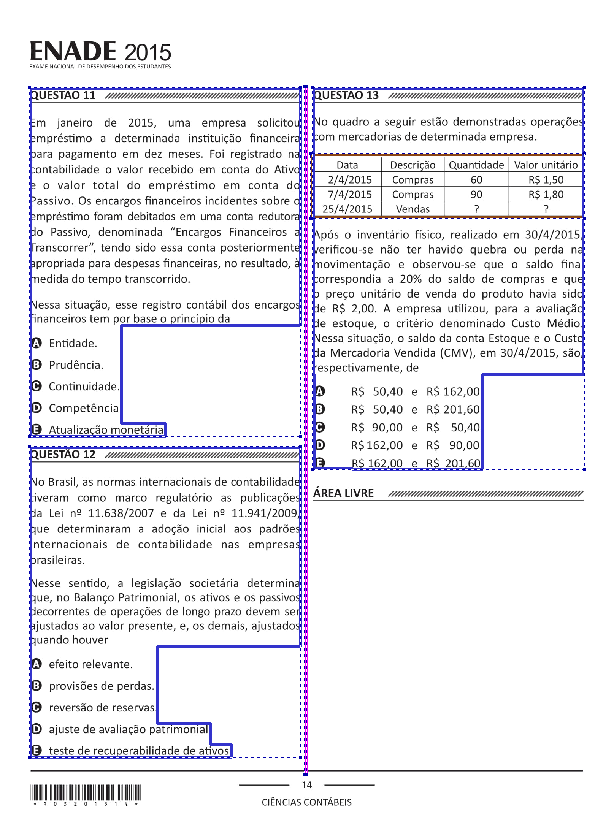 ENADE 2015
EXAME NACIONAL DE DESEMPENHO DOS ESTUDANTES
QUESTÃO 11
Em janeiro de 2015, uma empresa solicitou
empréstimo a determinada instituição financeira
para pagamento em dez meses. Foi registrado na
contabilidade o valor recebido em conta do Ativo
e o valor total do empréstimo em conta do
Passivo. Os encargos financeiros incidentes sobre o
empréstimo foram debitados em uma conta redutora
do Passivo, denominada “Encargos Financeiros a
Transcorrer”, tendo sido essa conta posteriormente
apropriada para despesas financeiras, no resultado, à
medida do tempo transcorrido.
Nessa situação, esse registro contábil dos encargos
financeiros tem por base o princípio da
A Entidade.
B Prudência.
C Continuidade.
D Competência
E Atualização monetária
QUESTÃO 12
No Brasil, as normas internacionais de contabilidade
tiveram como marco regulatório as publicações
da Lei nº 11.638/2007 e da Lei nº 11.941/2009,
que determinaram a adoção inicial aos padrões
internacionais de contabilidade nas empresas
brasileiras.
Nesse sentido, a legislação societária determina
que, no Balanço Patrimonial, os ativos e os passivos
decorrentes de operações de longo prazo devem ser
ajustados ao valor presente, e, os demais, ajustados
quando houver
A efeito relevante.
B provisões de perdas.
C reversão de reservas.
D ajuste de avaliação patrimonial
E teste de recuperabilidade de ativos
QUESTÃO 13
No quadro a seguir estão demonstradas operações
com mercadorias de determinada empresa.
Data Descrição Quantidade Valor unitário
2/4/2015 Compras 60 R$ 1,50
7/4/2015 Compras 90 R$ 1,80
25/4/2015 Vendas ? ?
Após o inventário físico, realizado em 30/4/2015,
verificou-se não ter havido quebra ou perda na
movimentação e observou-se que o saldo final
correspondia a 20% do saldo de compras e que
o preço unitário de venda do produto havia sido
de R$ 2,00. A empresa utilizou, para a avaliação
de estoque, o critério denominado Custo Médio.
Nessa situação, o saldo da conta Estoque e o Custo
da Mercadoria Vendida (CMV), em 30/4/2015, são,
respectivamente, de
A R$ 50,40 e R$ 162,00
B R$ 50,40 e R$ 201,60
C R$ 90,00 e R$ 50,40
D R$ 162,00 e R$ 90,00
E R$ 162,00 e R$ 201,60
ÁREA LIVRE
14
CIÊNCIAS CONTÁBEIS